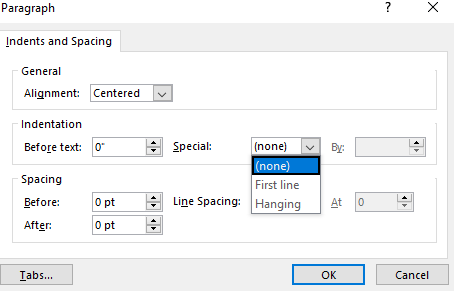 Paragraph ? ×
Indents and Spacing
General
Alignment: Centered
Indentation
Before text: 0" Special: (none) By:
(none)
First line
Hanging
Spacing
Before: 0 pt Line Spacing: At 0
After: 0 pt
Tabs... OK Cancel